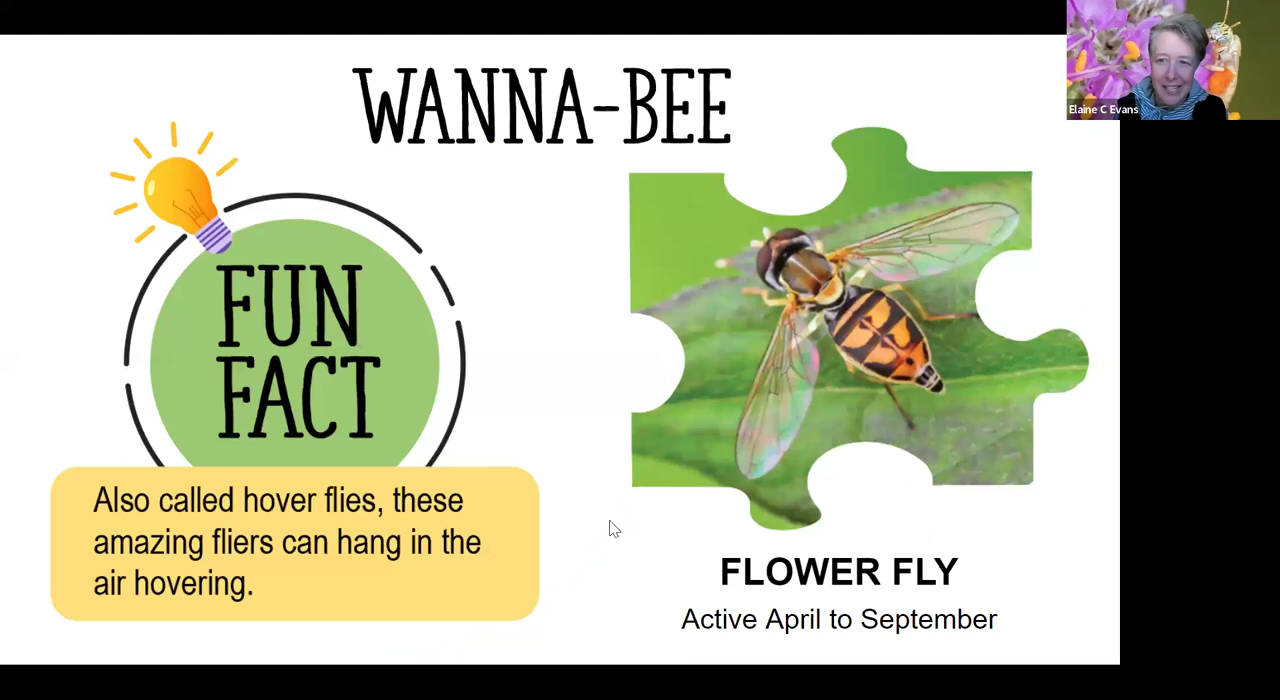 WANNA-BEE
Elaine C Evans
FUN
FACT
Also called hover flies, these
amazing fliers can hang in the
air hovering.
FLOWER FLY
Active April to September